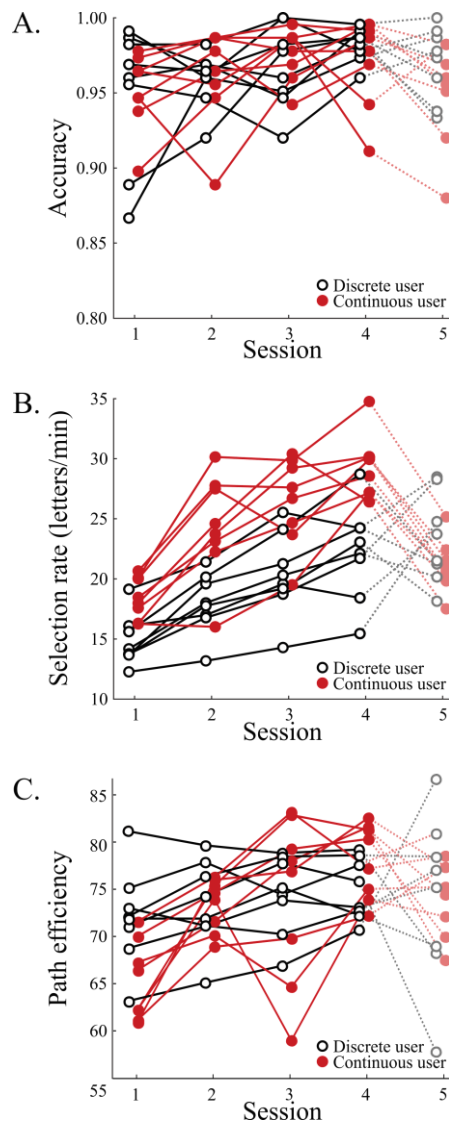 A.
1.00
0.95
0.90
0.85
0.80
Accuracy
Discrete user
Continuous user
1 2 3 4 5
Session
B.
35
30
25
20
15
10
Selection rate (letters/min)
Discrete user
Continuous user
1 2 3 4 5
Session
C.
85
80
75
70
65
60
55
Path efficiency
Discrete user
Continuous user
1 2 3 4 5
Session